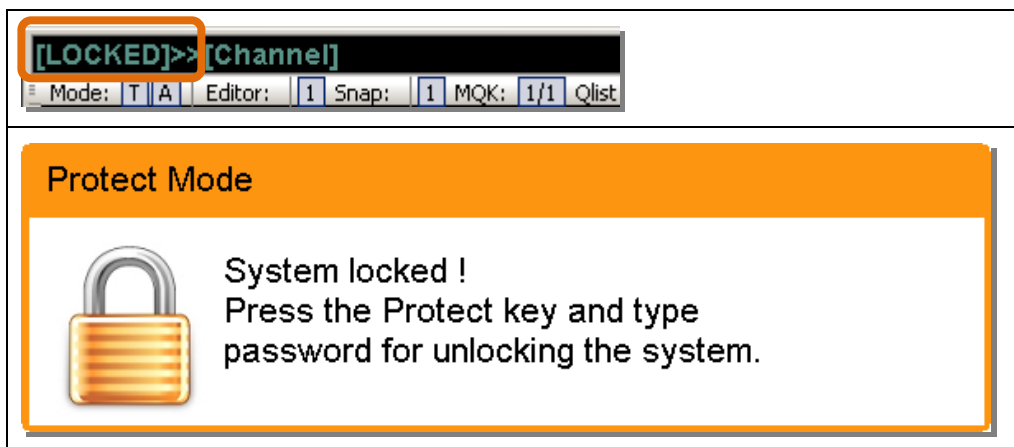 [LOCKED]>>[Channel]
Mode: T A Editor: 1 Snap: 1 MQK: 1/1 Qlist
Protect Mode
System locked !
Press the Protect key and type
password for unlocking the system.